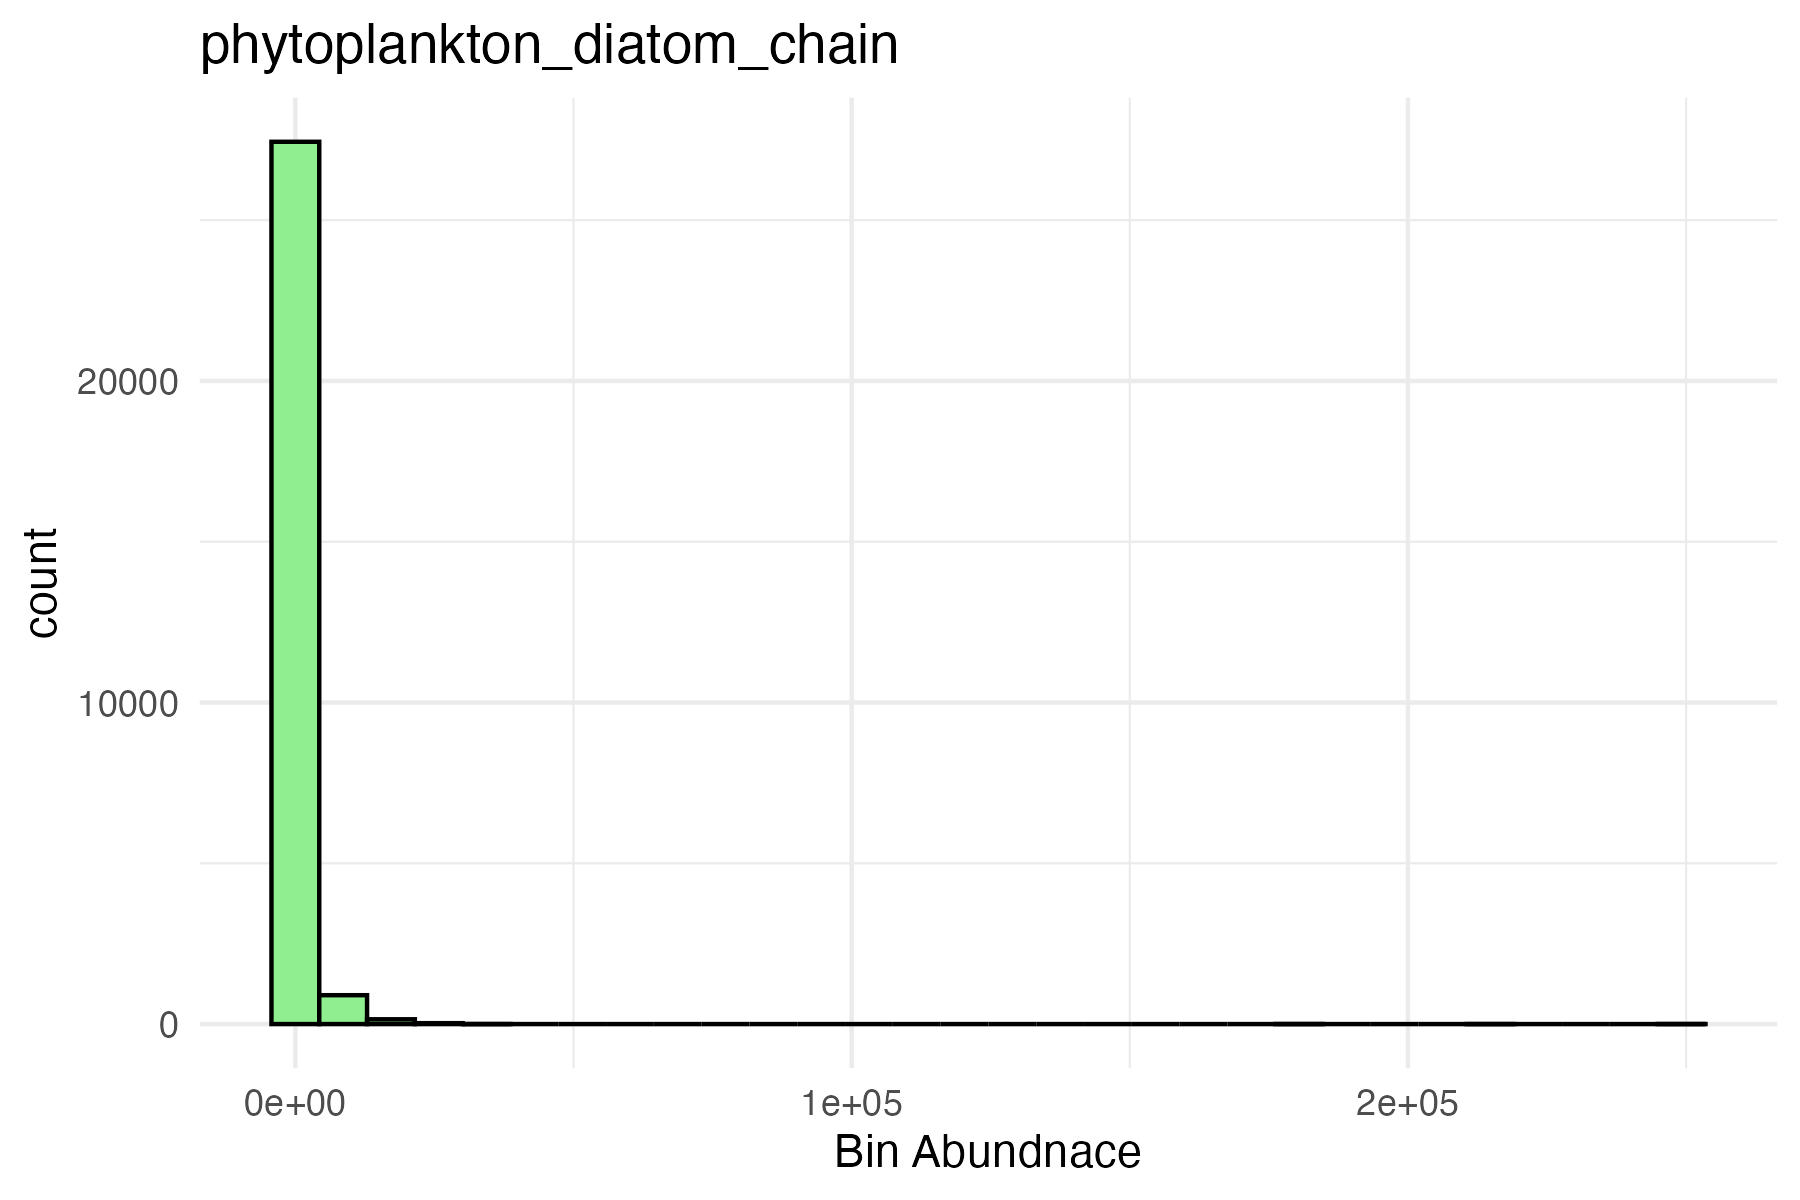 phytoplankton_diatom_chain
count
20000
10000
0
0e+00 1e+05 2e+05
Bin Abundnace